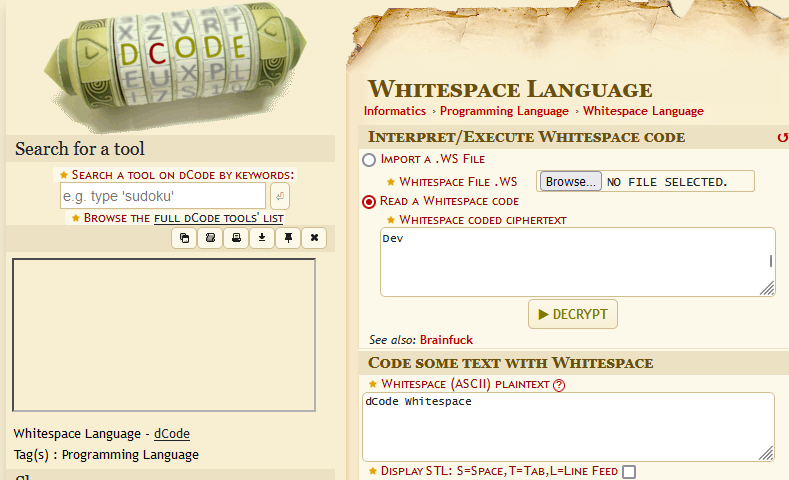 DCODE
Search for a tool
★ Search a tool on dCode by keywords:
e.g. type 'sudoku'
★ Browse the full dCode tools' list
Whitespace Language - dCode
Tag(s) : Programming Language
Whitespace Language
Informatics › Programming Language › Whitespace Language
Interpret/Execute Whitespace code
Import a .WS File
★ Whitespace File .WS Browse... No file selected.
Read a Whitespace code
★ Whitespace coded ciphertext
Dev
▶ DECRYPT
See also: Brainfuck
Code some text with Whitespace
★ Whitespace (ASCII) plaintext ?
dCode Whitespace
★ Display STL: S=Space,T=Tab,L=Line Feed